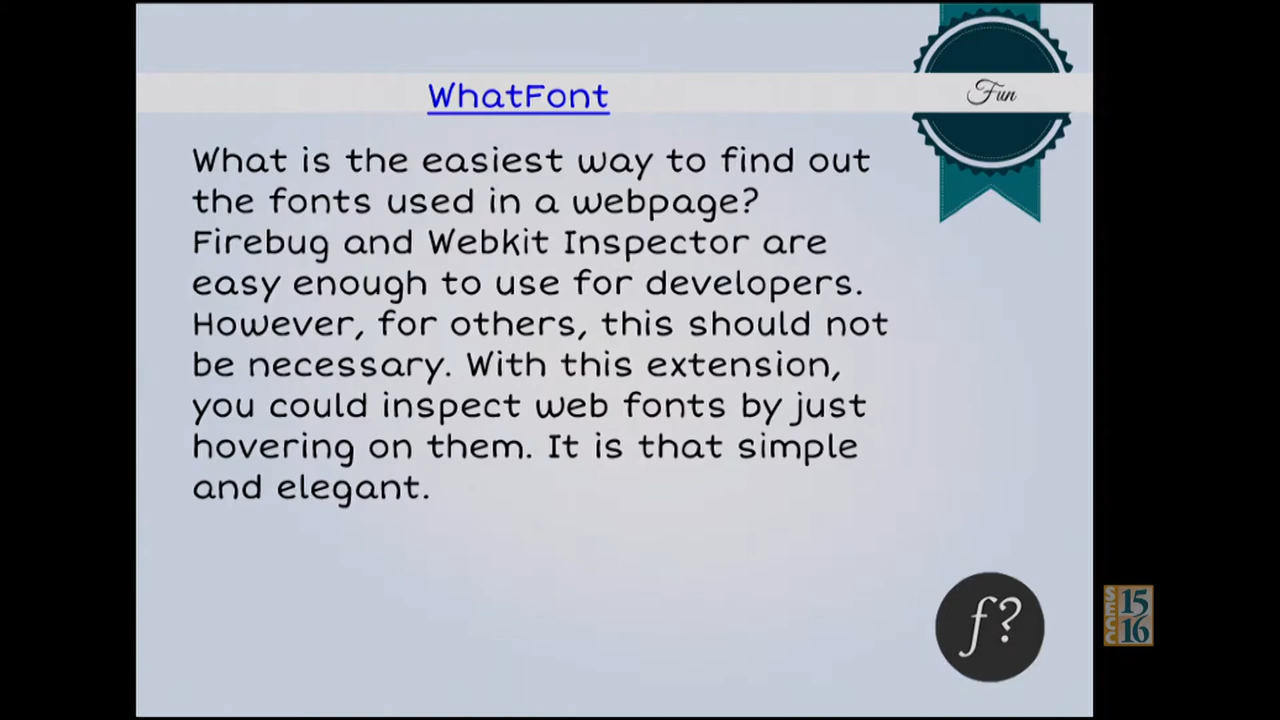 WhatFont
Fun
What is the easiest way to find out
the fonts used in a webpage?
Firebug and Webkit Inspector are
easy enough to use for developers.
However, for others, this should not
be necessary. With this extension,
you could inspect web fonts by just
hovering on them. It is that simple
and elegant.
f?
SECC
15
16